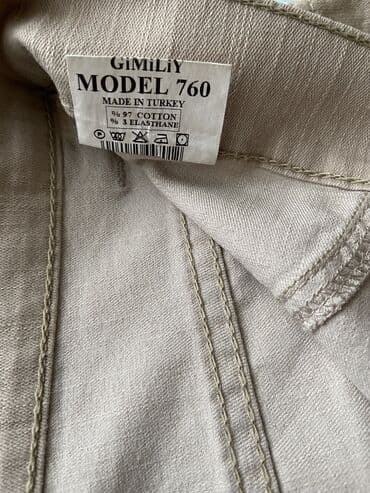 GiMiLiY
MODEL 760
MADE IN TURKEY
% 97 COTTON
% 3 ELASTHANE